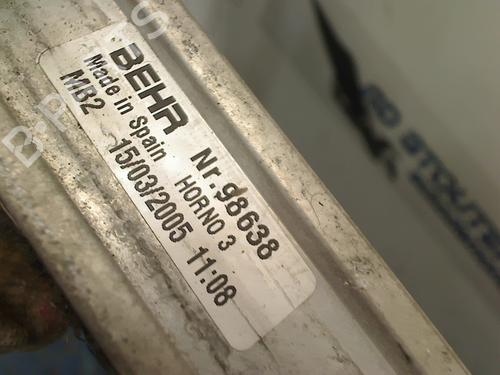 BEHR Nr.98638
Made in Spain HORNO 3
MB2 15/03/2005 11:08